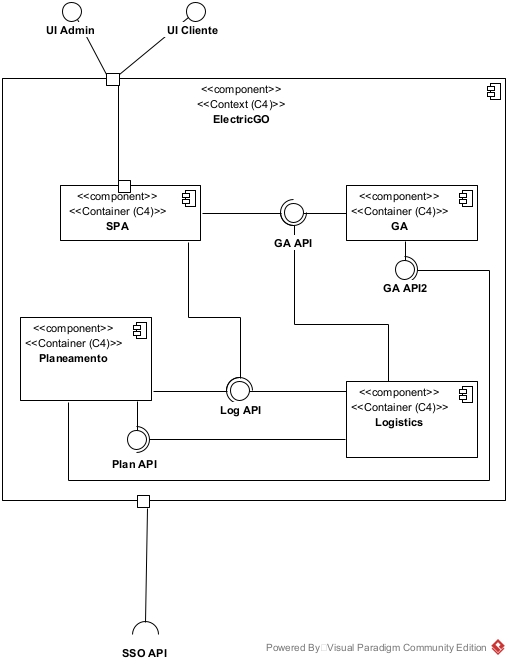 UI Admin
UI Cliente
<<component>>
<<Context (C4)>>
ElectricGO
<<component>>
<<Container (C4)>>
SPA
GA API
<<component>>
<<Container (C4)>>
GA
GA API2
<<component>>
<<Container (C4)>>
Planeamento
Log API
<<component>>
<<Container (C4)>>
Logistics
Plan API
SSO API
Powered By Visual Paradigm Community Edition